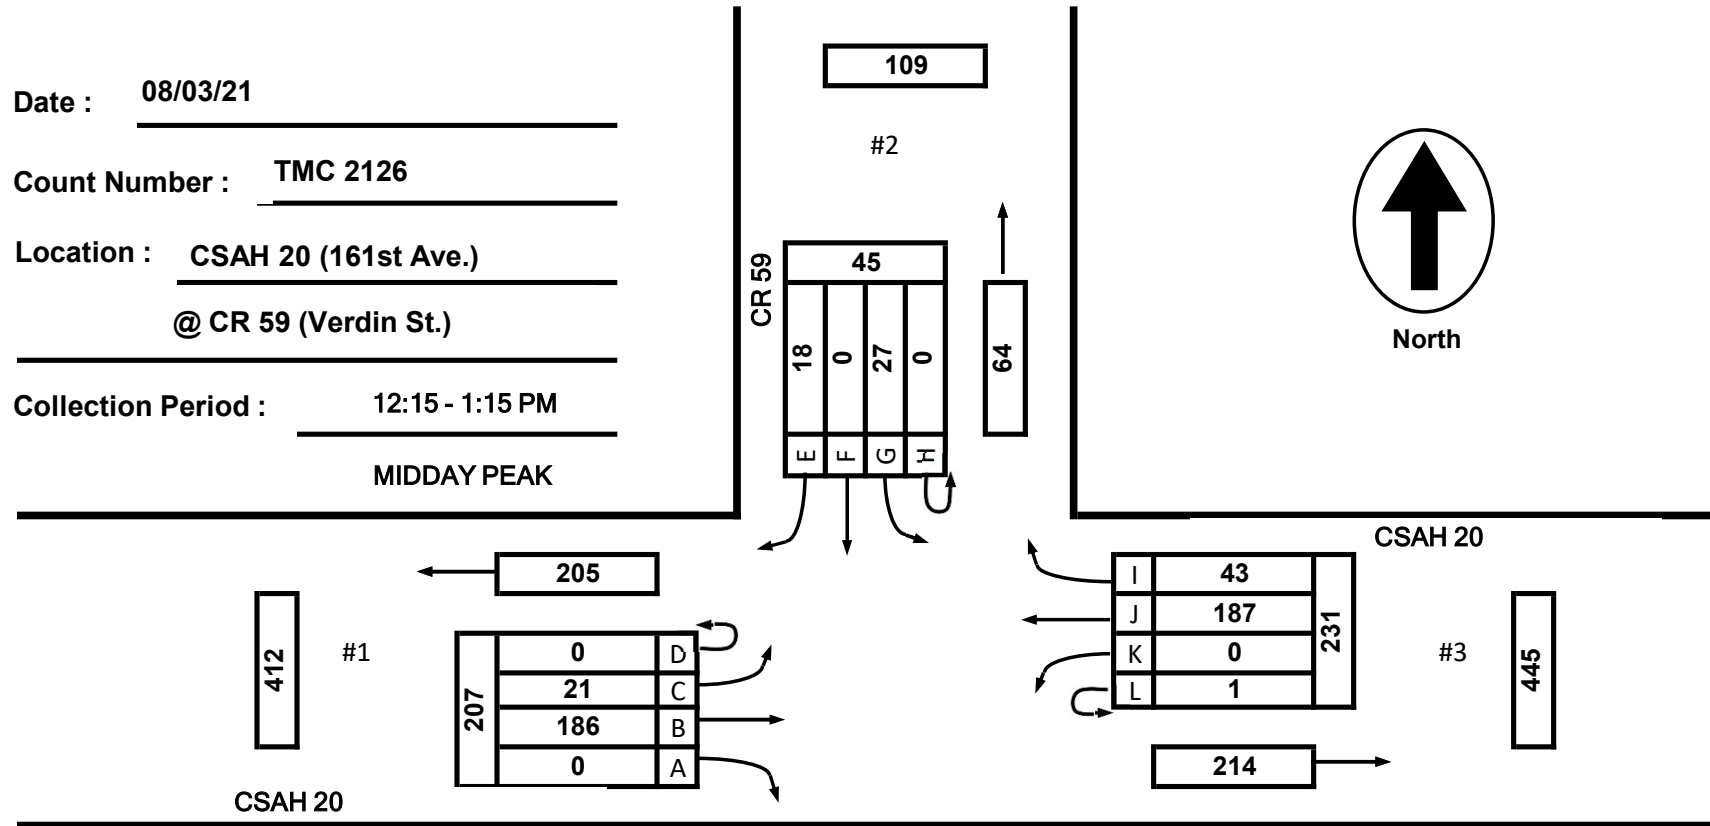 Date : 08/03/21
Count Number : TMC 2126
Location : CSAH 20 (161st Ave.)
@ CR 59 (Verdin St.)
Collection Period : 12:15 - 1:15 PM
MIDDAY PEAK
109
#2
CR 59
45
18 0 27 0
E F G H
64
North
CSAH 20
205
412
#1
207
0 D
21 C
186 B
0 A
CSAH 20
I 43
J 187
K 0
L 1
231
#3
445
214